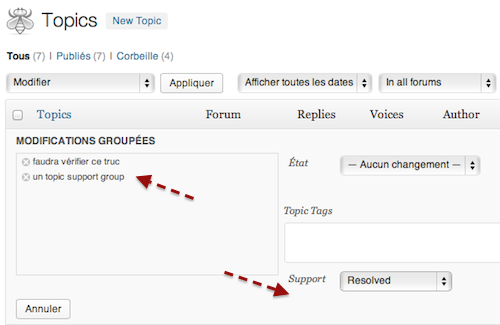 Topics New Topic
Tous (7) | Publiés (7) | Corbeille (4)
Modifier Appliquer Afficher toutes les dates In all forums
Topics Forum Replies Voices Author
MODIFICATIONS GROUPÉES
faudra vérifier ce truc
un topic support group
État — Aucun changement —
Topic Tags
Support Resolved
Annuler